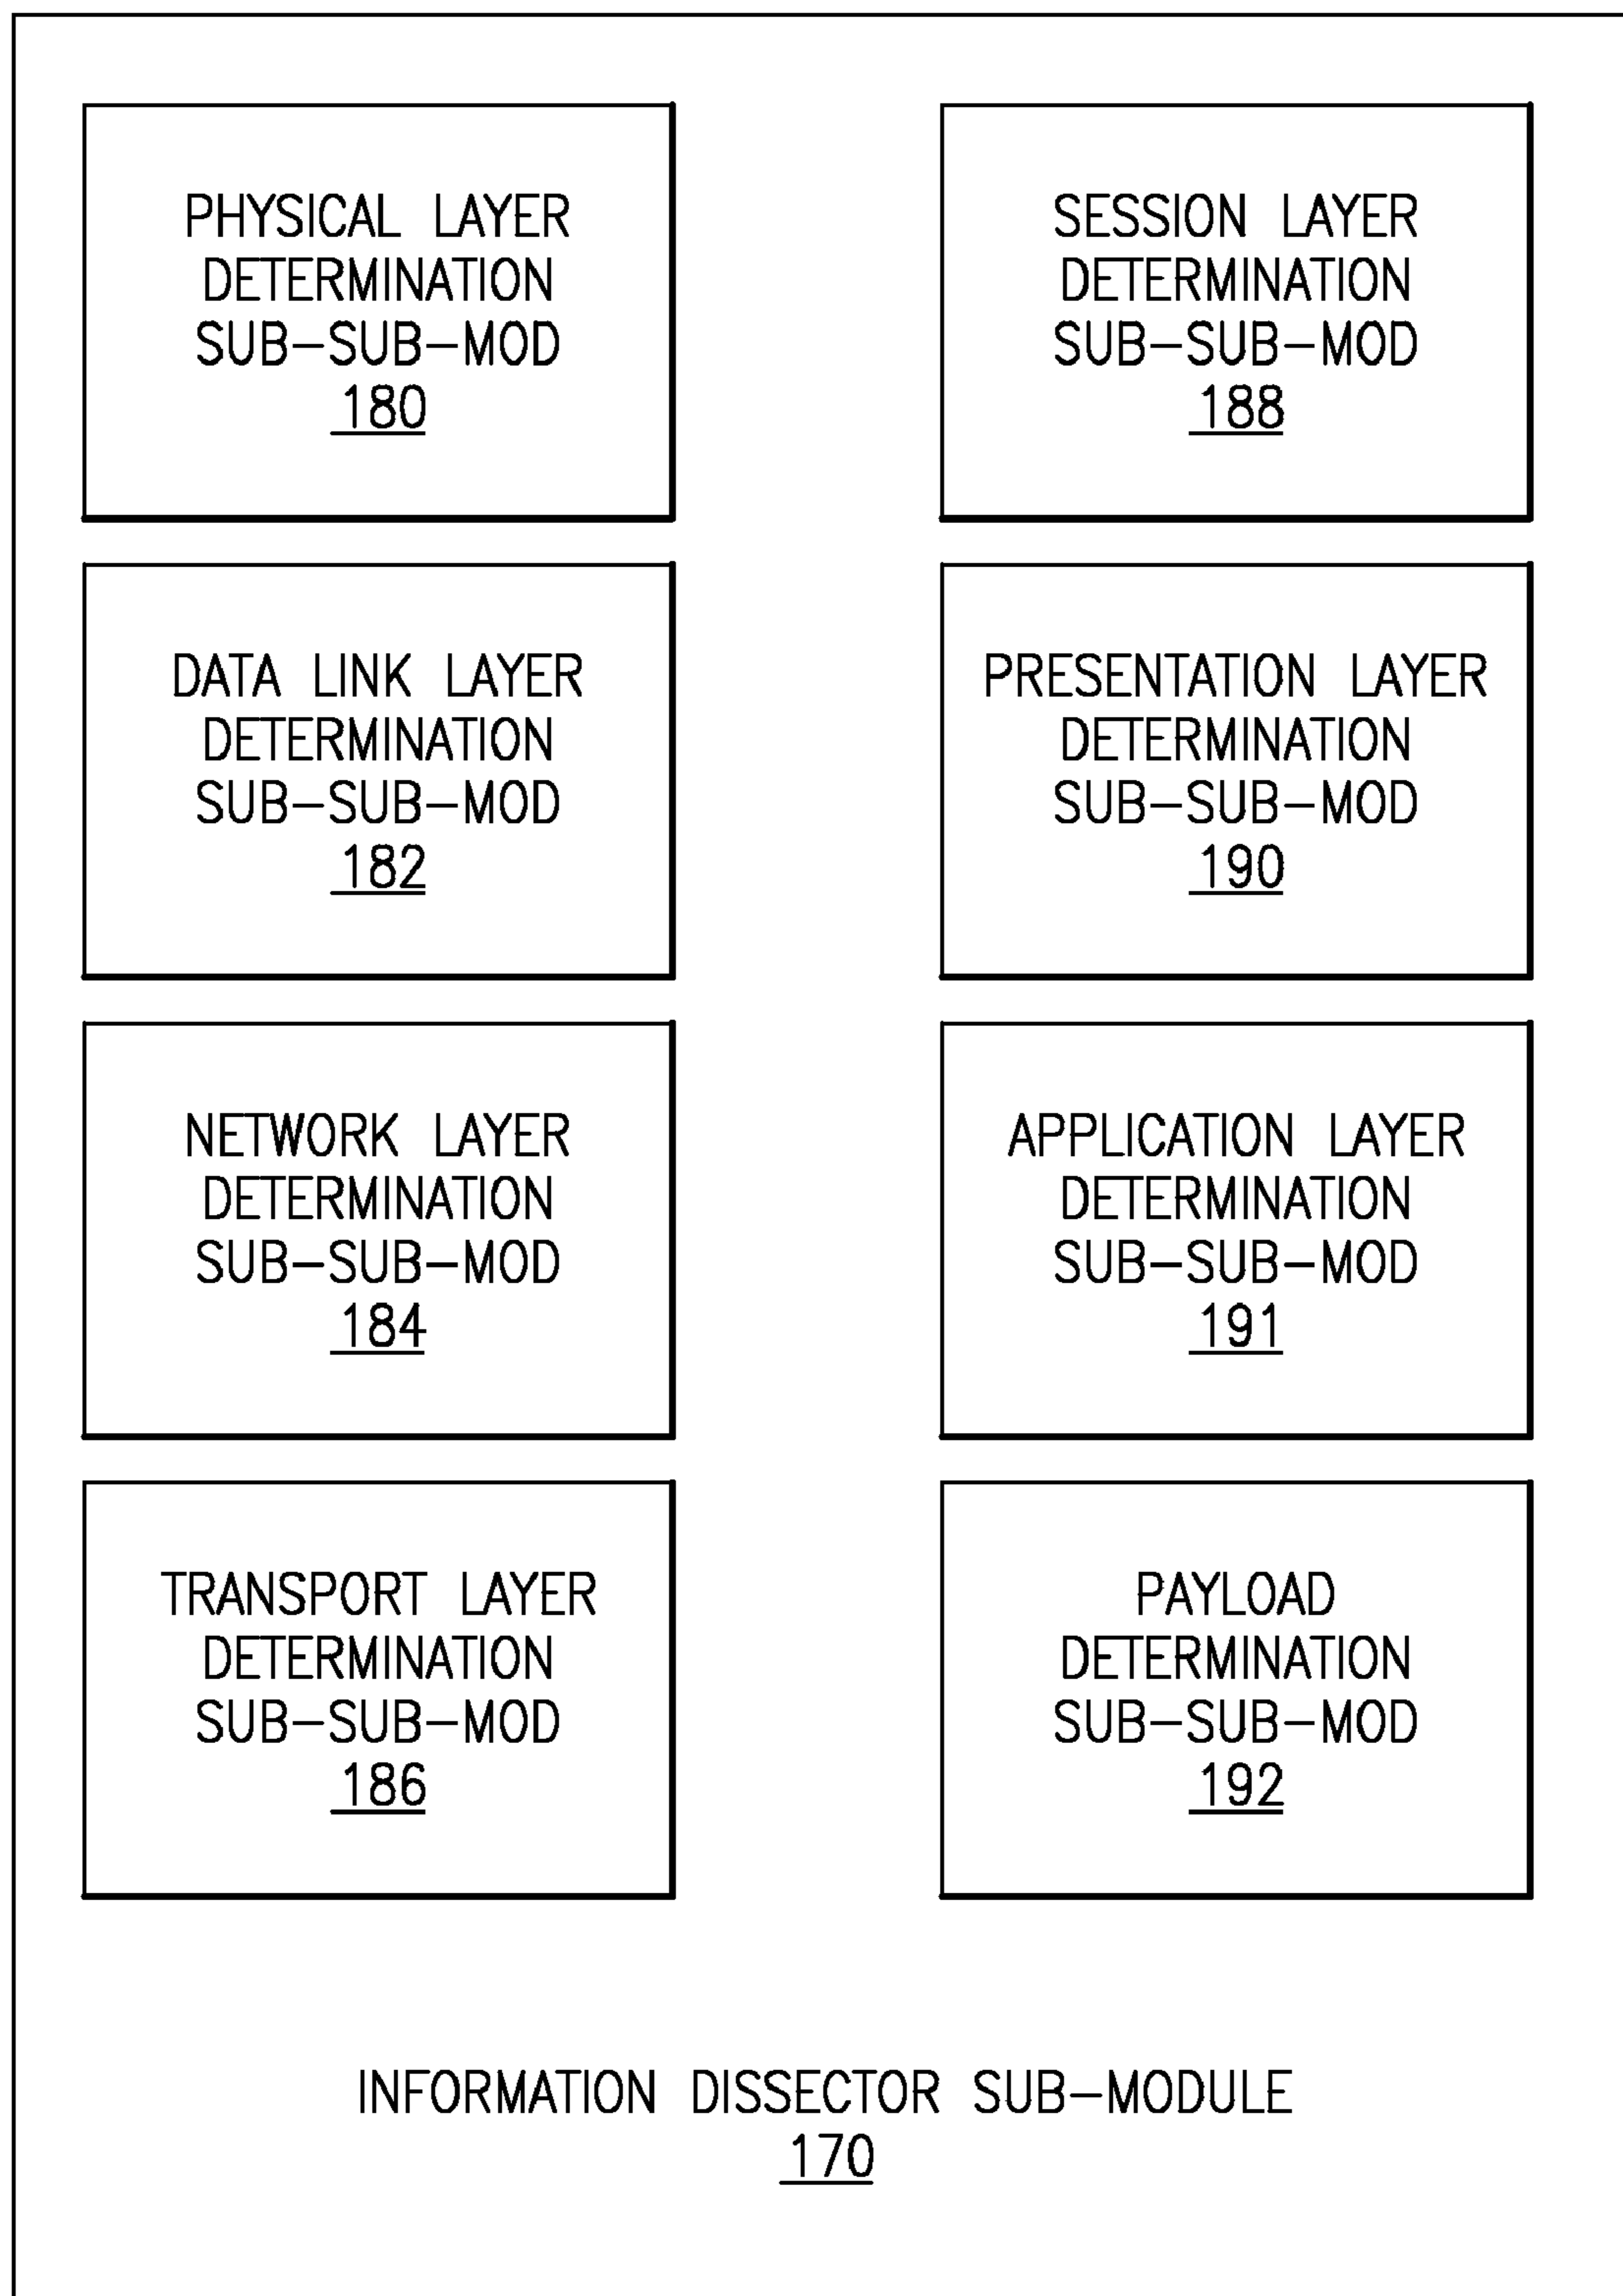 PHYSICAL LAYER
DETERMINATION
SUB-SUB-MOD
180
DATA LINK LAYER
DETERMINATION
SUB-SUB-MOD
182
NETWORK LAYER
DETERMINATION
SUB-SUB-MOD
184
TRANSPORT LAYER
DETERMINATION
SUB-SUB-MOD
186
SESSION LAYER
DETERMINATION
SUB-SUB-MOD
188
PRESENTATION LAYER
DETERMINATION
SUB-SUB-MOD
190
APPLICATION LAYER
DETERMINATION
SUB-SUB-MOD
191
PAYLOAD
DETERMINATION
SUB-SUB-MOD
192
INFORMATION DISSECTOR SUB-MODULE
170